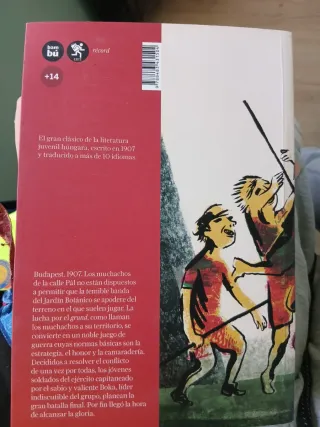 bam
bú
récord
+14
El gran clásico de la literatura
juvenil húngara, escrito en 1907
y traducido a más de 10 idiomas.
Budapest, 1907. Los muchachos
de la calle Pál no están dispuestos
a permitir que la temible banda
del Jardín Botánico se apodere del
terreno en el que suelen jugar. La
lucha por el grund, como llaman
los muchachos a su territorio, se
convierte en un noble juego de
guerra cuyas normas básicas son la
estrategia, el honor y la camaradería.
Decididos a resolver el conflicto
de una vez por todas, los jóvenes
soldados del ejército capitaneado
por el sabio y valiente Boka, líder
indiscutible del grupo, planean la
gran batalla final. Por fin llegó la hora
de alcanzar la gloria.